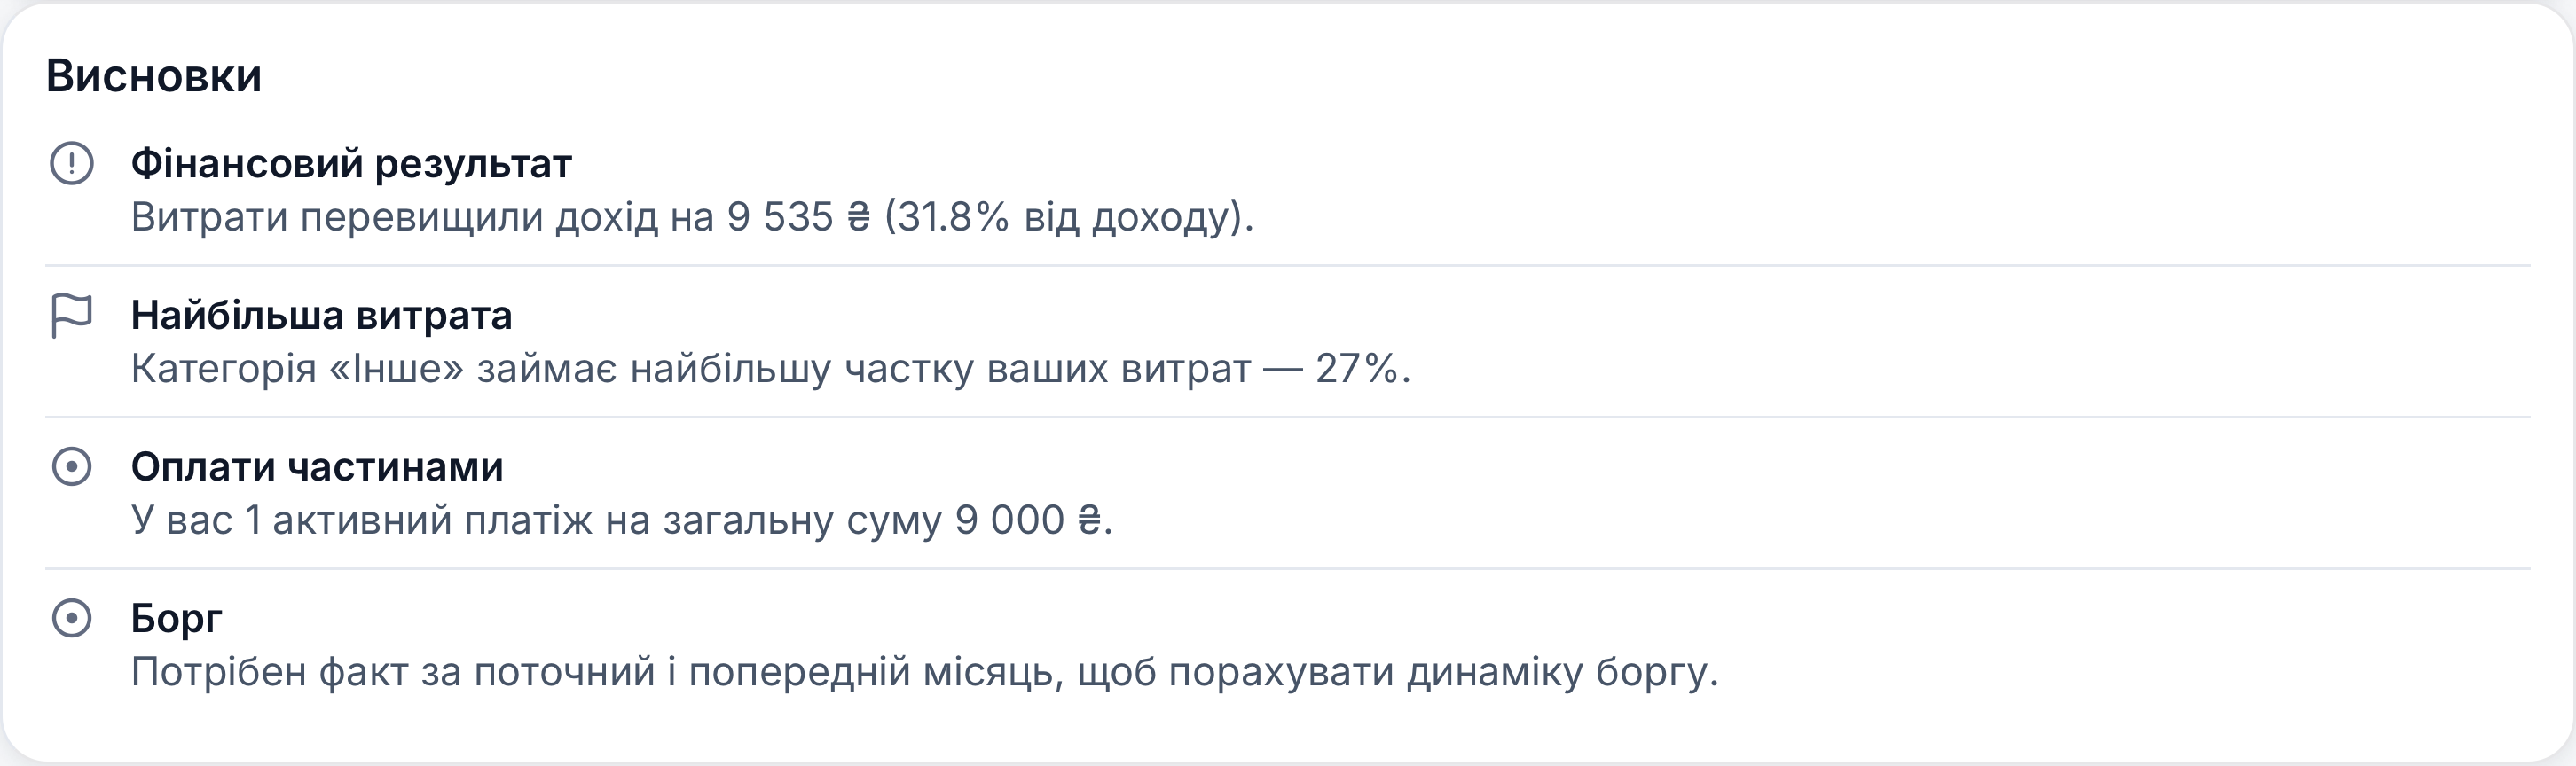 Висновки
Фінансовий результат
Витрати перевищили дохід на 9 535 ₴ (31.8% від доходу).
Найбільша витрата
Категорія «Інше» займає найбільшу частку ваших витрат — 27%.
Оплати частинами
У вас 1 активний платіж на загальну суму 9 000 ₴.
Борг
Потрібен факт за поточний і попередній місяць, щоб порахувати динаміку боргу.